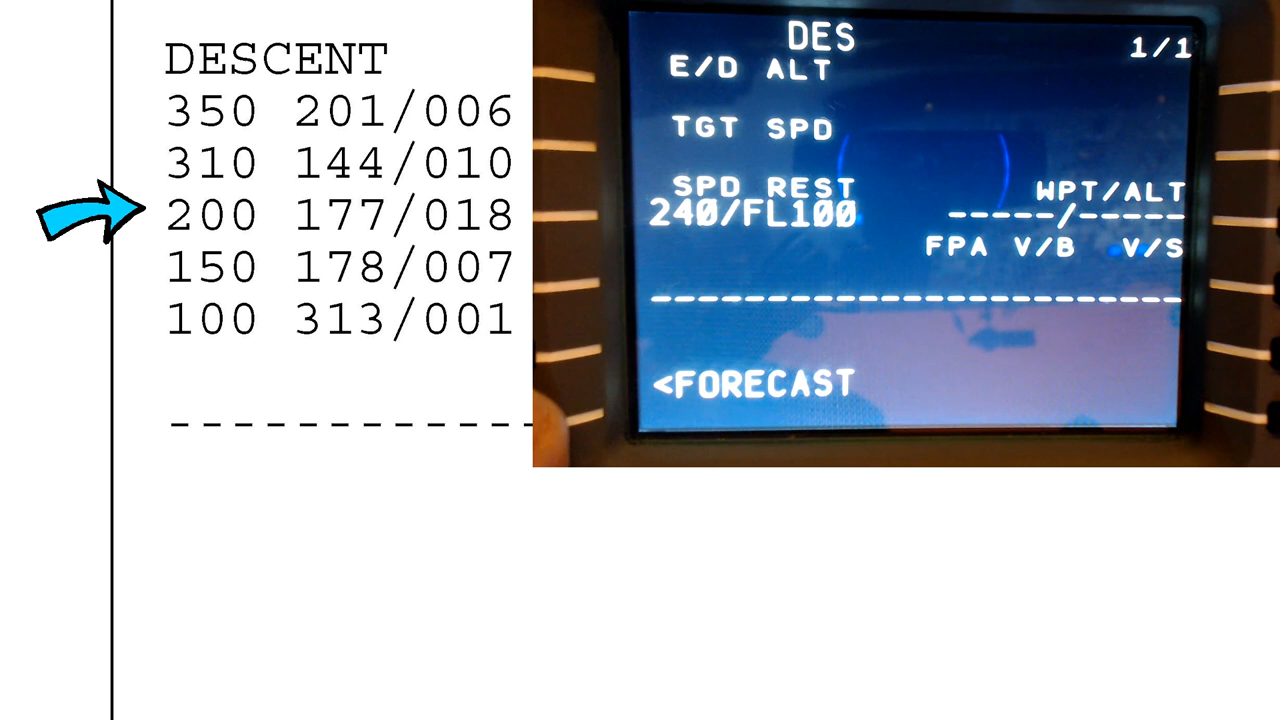 DESCENT
350 201/006
310 144/010
200 177/018
150 178/007
100 313/001
------------
DES 1/1
E/D ALT
TGT SPD
SPD REST WPT/ALT
240/FL100 -----/-----
FPA V/B V/S
------------------------
<FORECAST